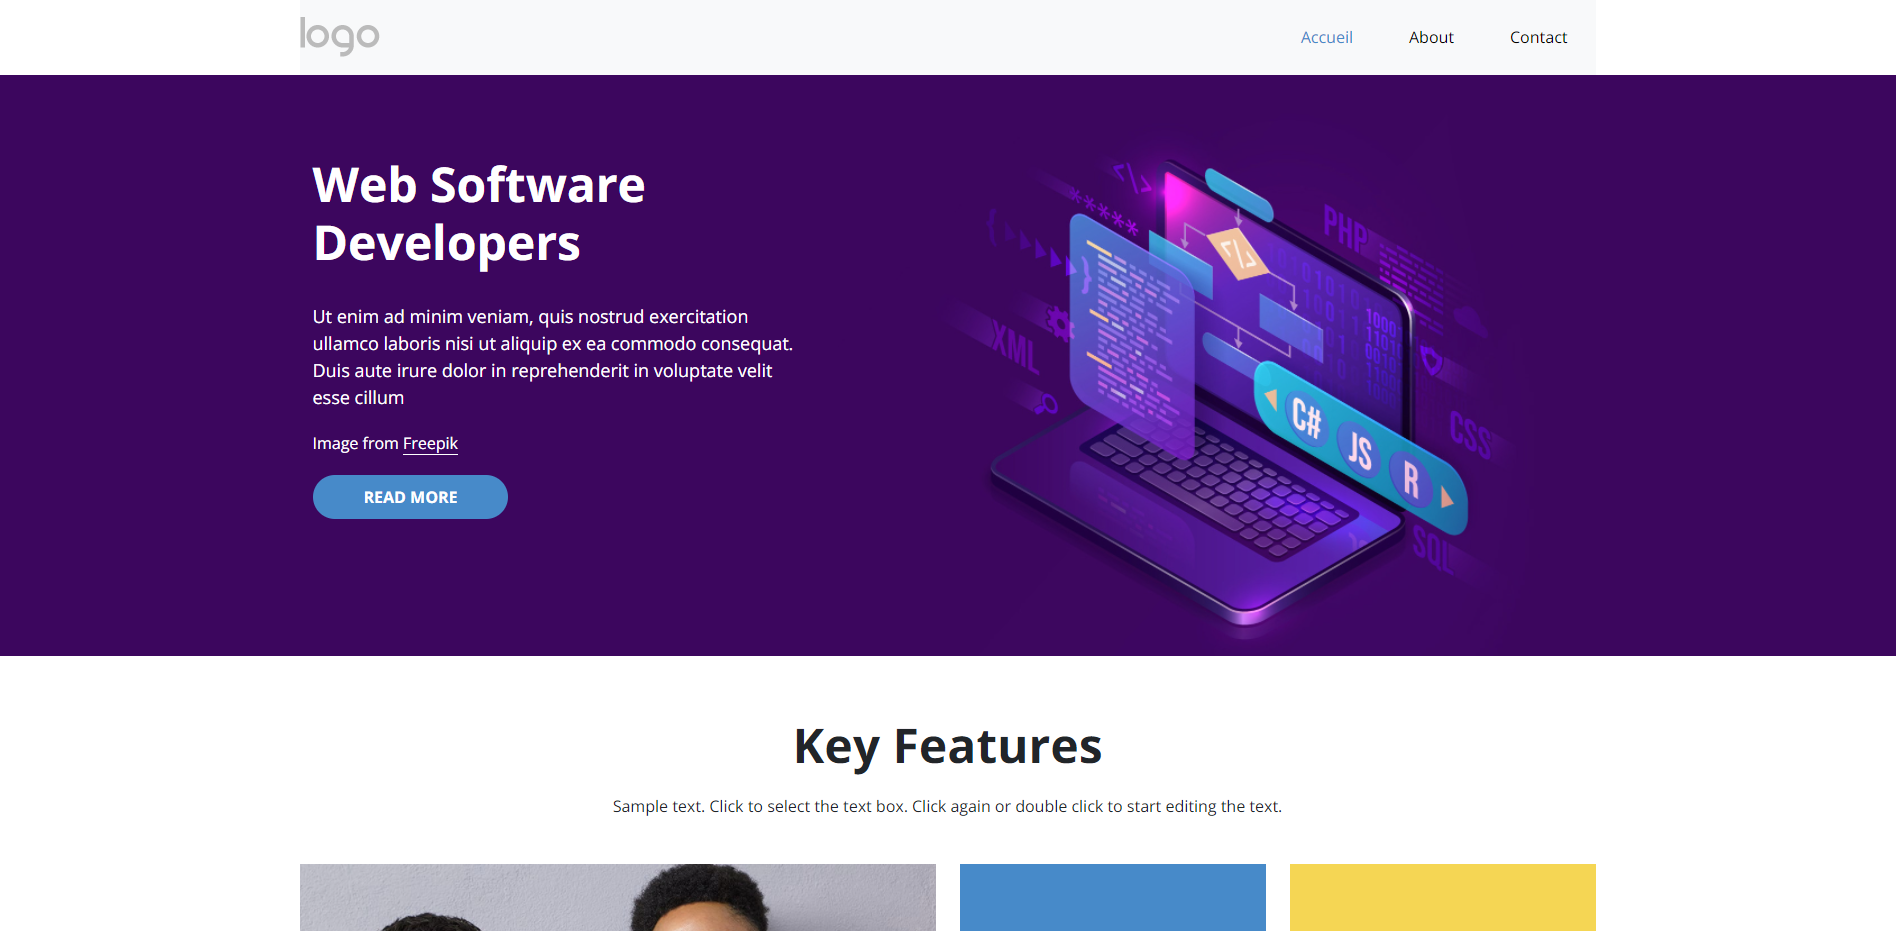 logo
Accueil About Contact
Web Software
Developers
Ut enim ad minim veniam, quis nostrud exercitation
ullamco laboris nisi ut aliquip ex ea commodo consequat.
Duis aute irure dolor in reprehenderit in voluptate velit
esse cillum
Image from Freepik
READ MORE
</>
*****
PHP
</>
XML
C# JS R
CSS
SQL
Key Features
Sample text. Click to select the text box. Click again or double click to start editing the text.